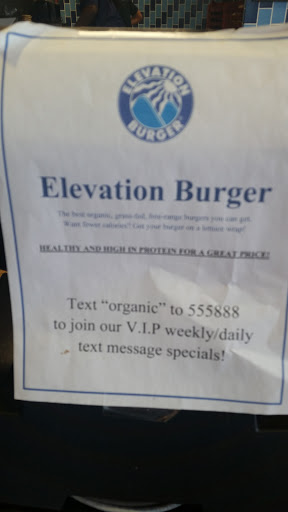 ELEVATION
BURGER
Elevation Burger
The best organic, grass-fed, free-range burgers you can get.
Want fewer calories? Get your burger on a lettuce wrap!
HEALTHY AND HIGH IN PROTEIN FOR A GREAT PRICE!
Text “organic” to 555888
to join our V.I.P weekly/daily
text message specials!